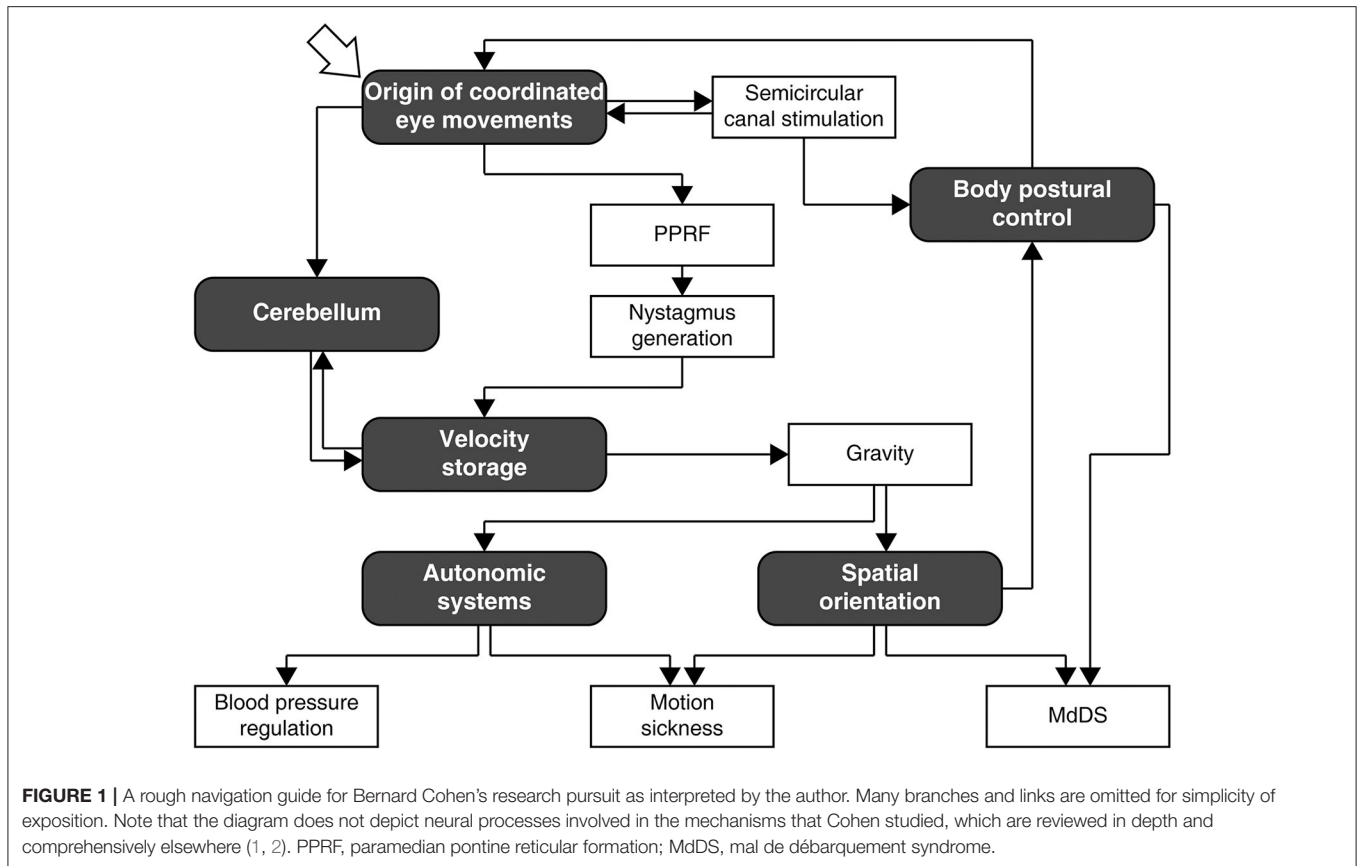 Origin of coordinated
eye movements
Semicircular
canal stimulation
Body postural
control
PPRF
Cerebellum
Nystagmus
generation
Velocity
storage
Gravity
Autonomic
systems
Spatial
orientation
Blood pressure
regulation
Motion
sickness
MdDS
FIGURE 1 | A rough navigation guide for Bernard Cohen's research pursuit as interpreted by the author. Many branches and links are omitted for simplicity of
exposition. Note that the diagram does not depict neural processes involved in the mechanisms that Cohen studied, which are reviewed in depth and
comprehensively elsewhere (1, 2). PPRF, paramedian pontine reticular formation; MdDS, mal de débarquement syndrome.